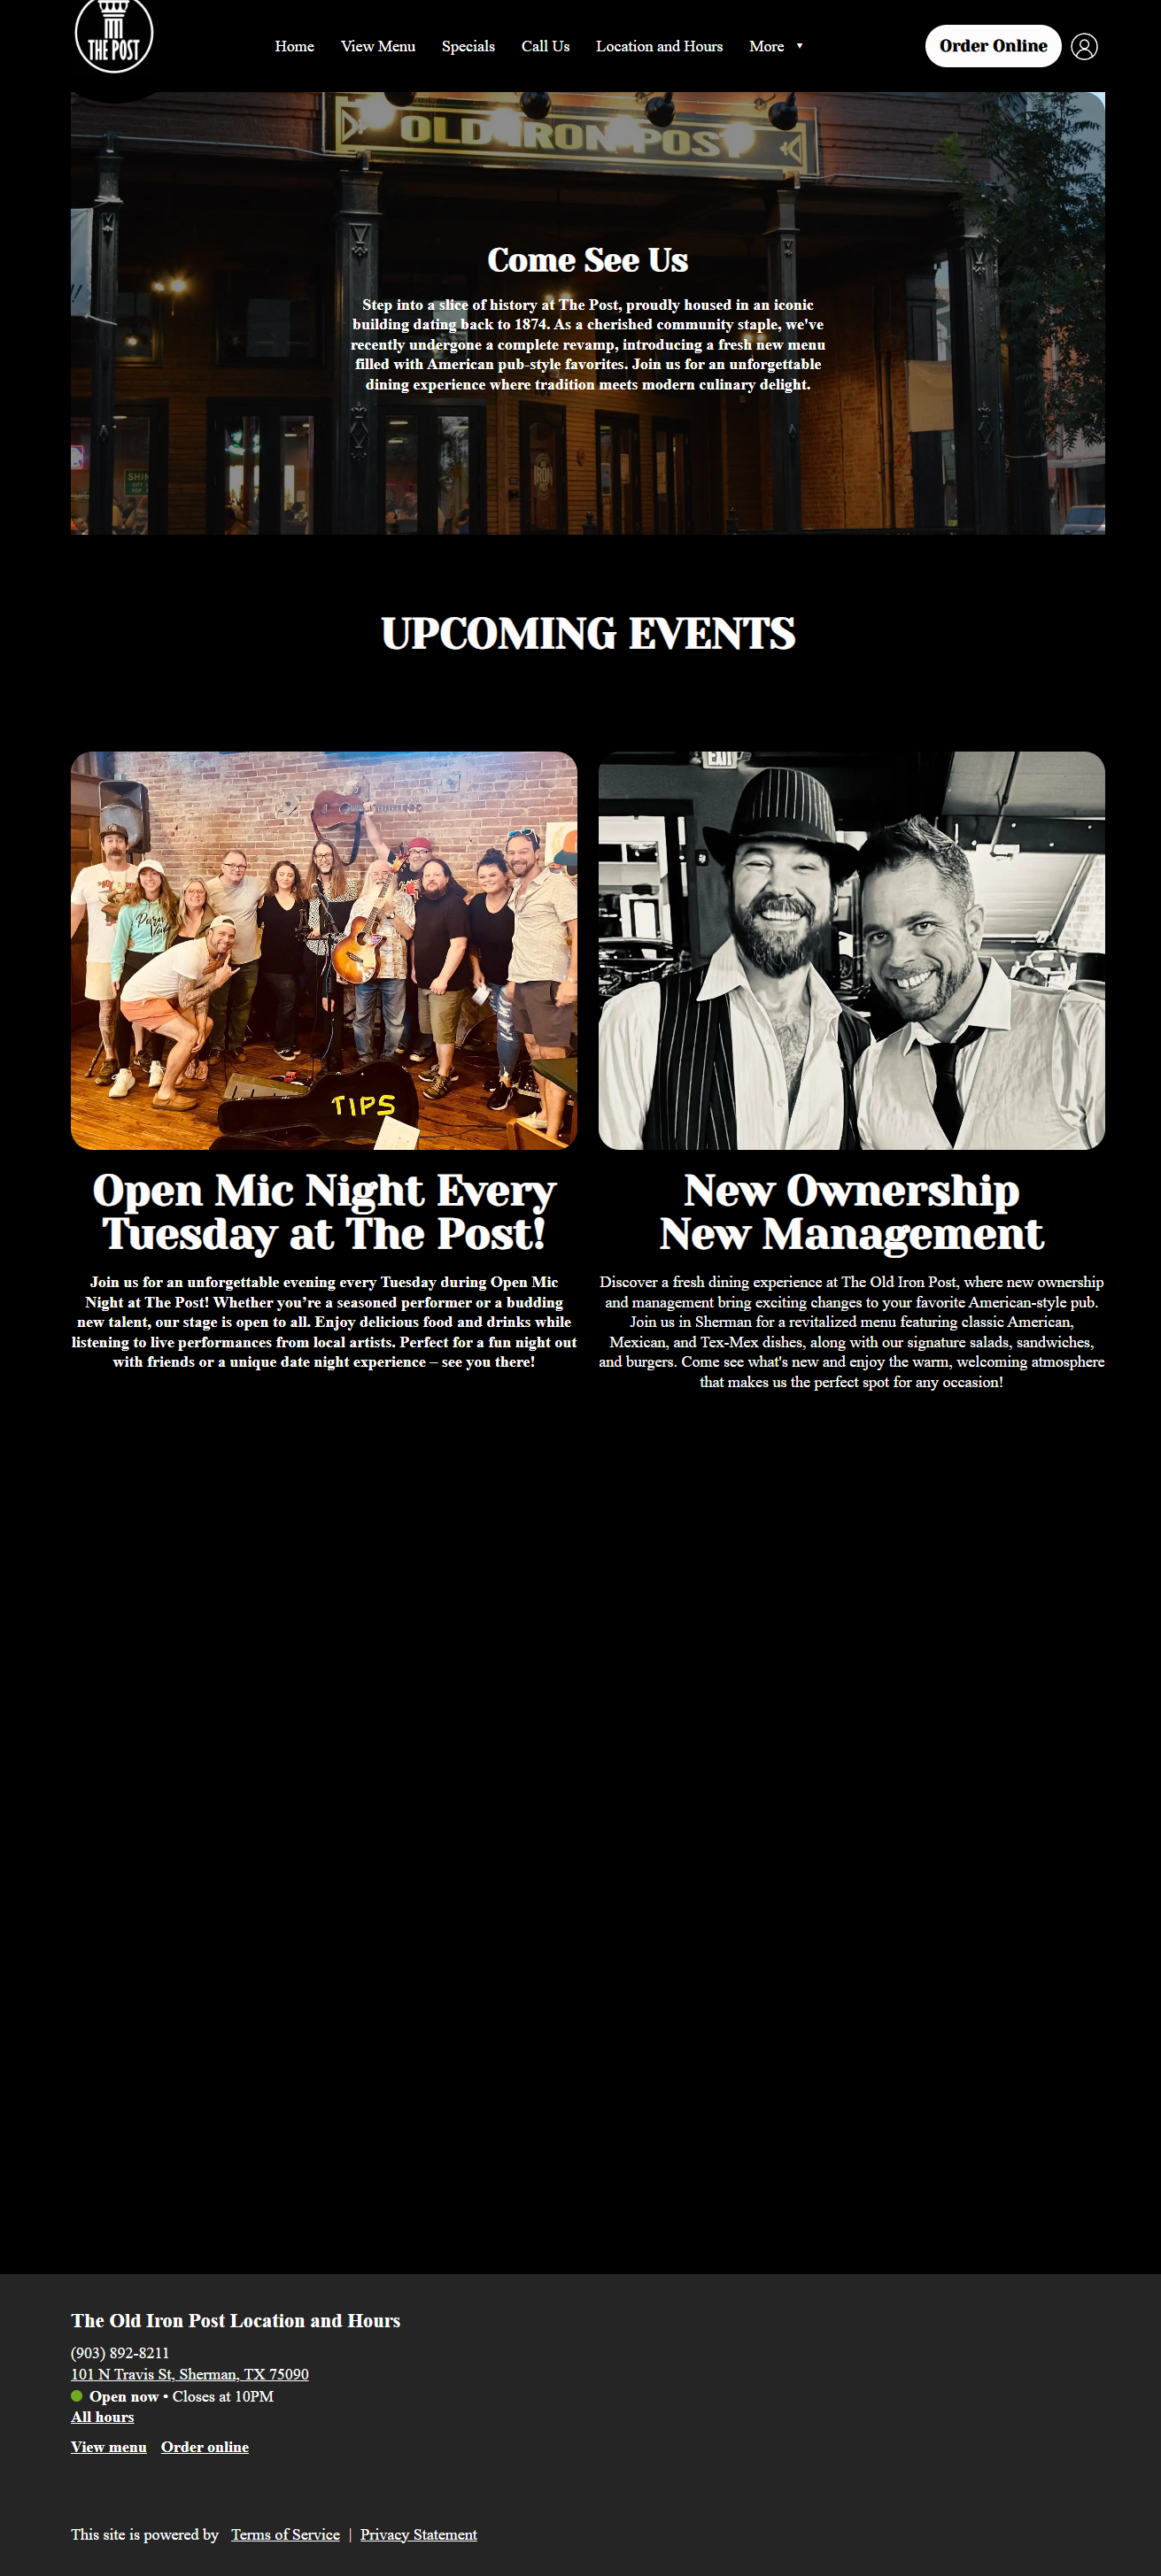 THE POST
Home
View Menu
Specials
Call Us
Location and Hours
More
Order Online
OLD IRON POST
Come See Us
Step into a slice of history at The Post, proudly housed in an iconic
building dating back to 1874. As a cherished community staple, we've
recently undergone a complete revamp, introducing a fresh new menu
filled with American pub-style favorites. Join us for an unforgettable
dining experience where tradition meets modern culinary delight.
UPCOMING EVENTS
EXIT
TIPS
Open Mic Night Every
Tuesday at The Post!
Join us for an unforgettable evening every Tuesday during Open Mic
Night at The Post! Whether you’re a seasoned performer or a budding
new talent, our stage is open to all. Enjoy delicious food and drinks while
listening to live performances from local artists. Perfect for a fun night out
with friends or a unique date night experience – see you there!
New Ownership
New Management
Discover a fresh dining experience at The Old Iron Post, where new ownership
and management bring exciting changes to your favorite American-style pub.
Join us in Sherman for a revitalized menu featuring classic American,
Mexican, and Tex-Mex dishes, along with our signature salads, sandwiches,
and burgers. Come see what's new and enjoy the warm, welcoming atmosphere
that makes us the perfect spot for any occasion!
The Old Iron Post Location and Hours
(903) 892-8211
101 N Travis St, Sherman, TX 75090
Open now • Closes at 10PM
All hours
View menu Order online
This site is powered by Terms of Service | Privacy Statement